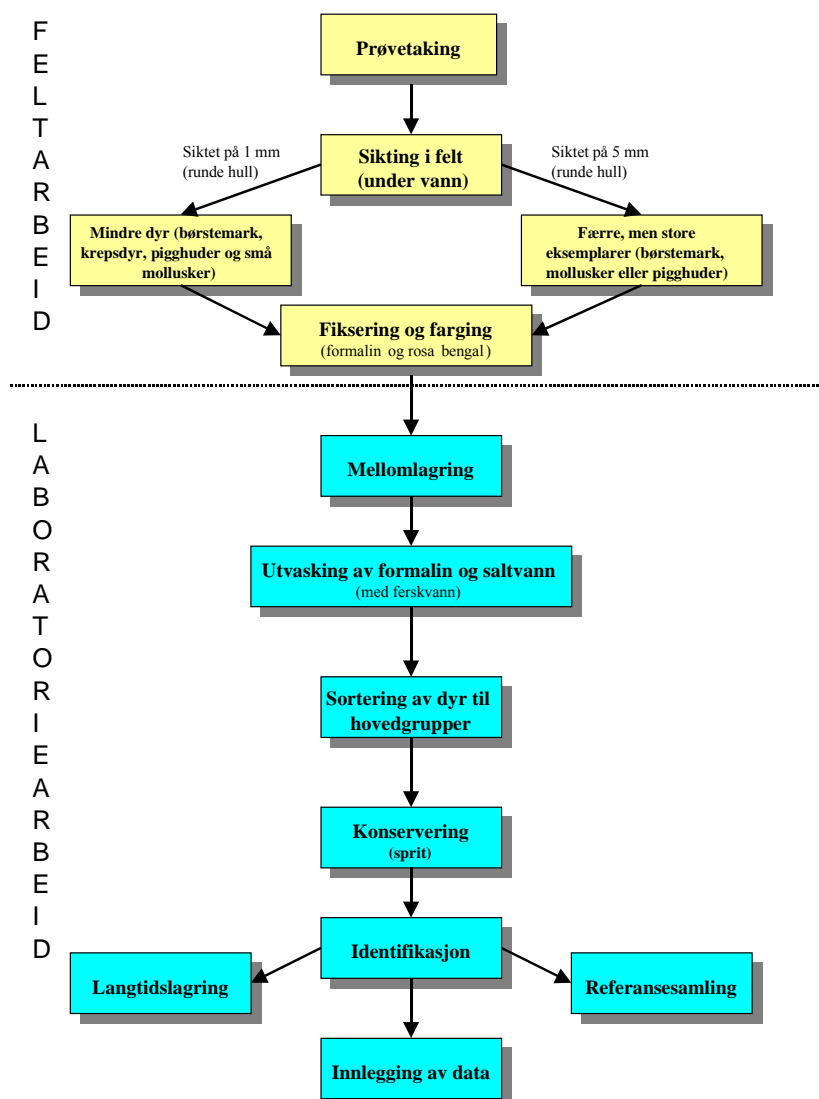 FELTARBEID
Prøvetaking
Siktet på 1 mm
(runde hull)
Sikting i felt
(under vann)
Siktet på 5 mm
(runde hull)
Mindre dyr (børstemark,
krepsdyr, pigghuder og små
mollusker)
Færre, men store
eksemplarer (børstemark,
mollusker eller pigghuder)
Fiksering og farging
(formalin og rosa bengal)
LABORATORIEARBEID
Mellomlagring
Utvasking av formalin og saltvann
(med ferskvann)
Sortering av dyr til
hovedgrupper
Konservering
(sprit)
Identifikasjon
Langtidslagring
Referansesamling
Innlegging av data